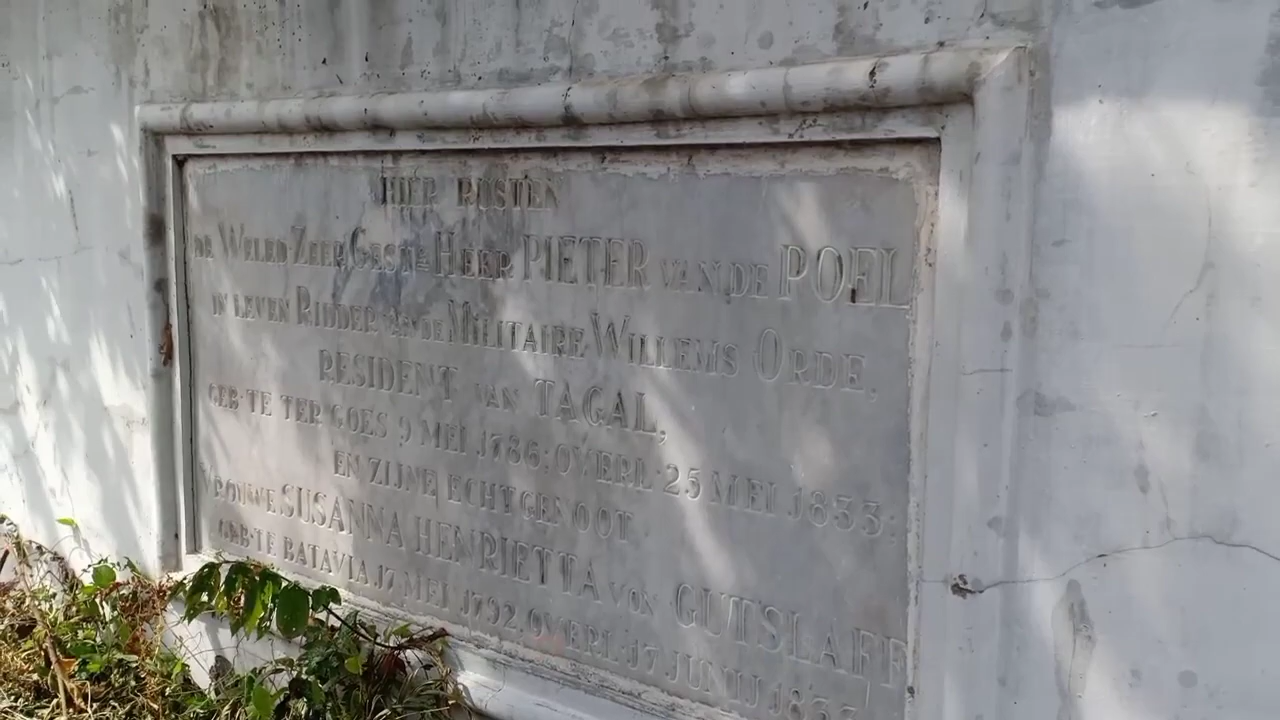 HIER RUSTEN
DE WELED ZEER GESTR HEER PIETER VAN DE POEL
IN LEVEN RIDDER VAN DE MILITAIRE WILLEMS ORDE,
RESIDENT VAN TAGAL,
GEB·TE TER GOES 9 MEI 1786: OVERL: 25 MEI 1833:
EN ZIJNE ECHTGENOOT
VROUWE SUSANNA HENRIETTA VON GUTSLAFF
GEB·TE BATAVIA 17 MEI 1792. OVERL: 17 JUNIJ